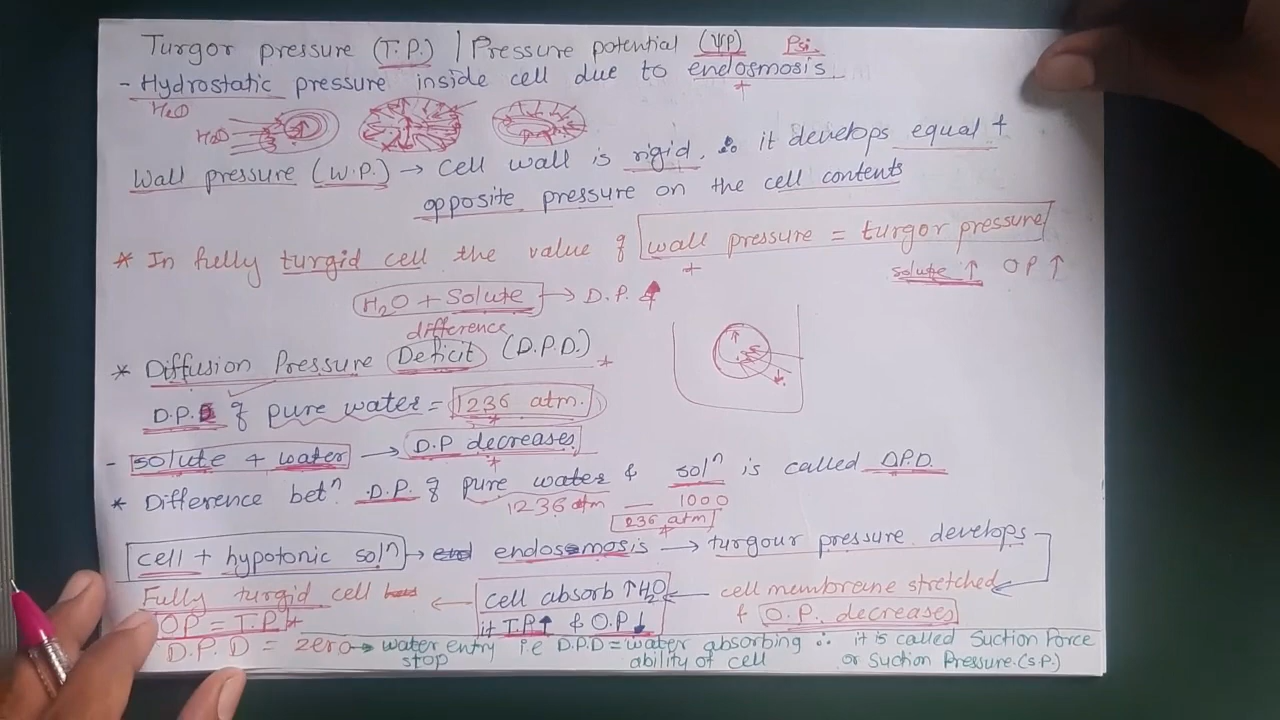 Turgor pressure (T.P.) | Pressure potential (ΨP) Psi.
- Hydrostatic pressure inside cell due to endosmosis.
H₂O
H₂O
Wall pressure (W.P.) → cell wall is rigid. ∴ it develops equal +
opposite pressure on the cell contents
* In fully turgid cell the value of wall pressure = turgor pressure
solute ↑ OP ↑
H₂O + Solute → D.P. ↑
difference
* Diffusion Pressure Deficit (D.P.D.)
D.P. of pure water = 1236 atm.
- solute + water → D.P decreases
* Difference betⁿ D.P. of pure water & solⁿ is called D.P.D.
1236 atm — 1000
236 atm
cell + hypotonic solⁿ → end endosmosis → turgour pressure develops
Fully turgid cell ← cell absorb ↑ H₂O ← cell membrane stretched
OP = T.P. it T.P ↑ & O.P ↓ & O.P. decreases
D.P.D = zero → water entry i.e D.P.D = water absorbing ∴ it is called Suction Force
stop ability of cell or Suction Pressure.(S.P.)